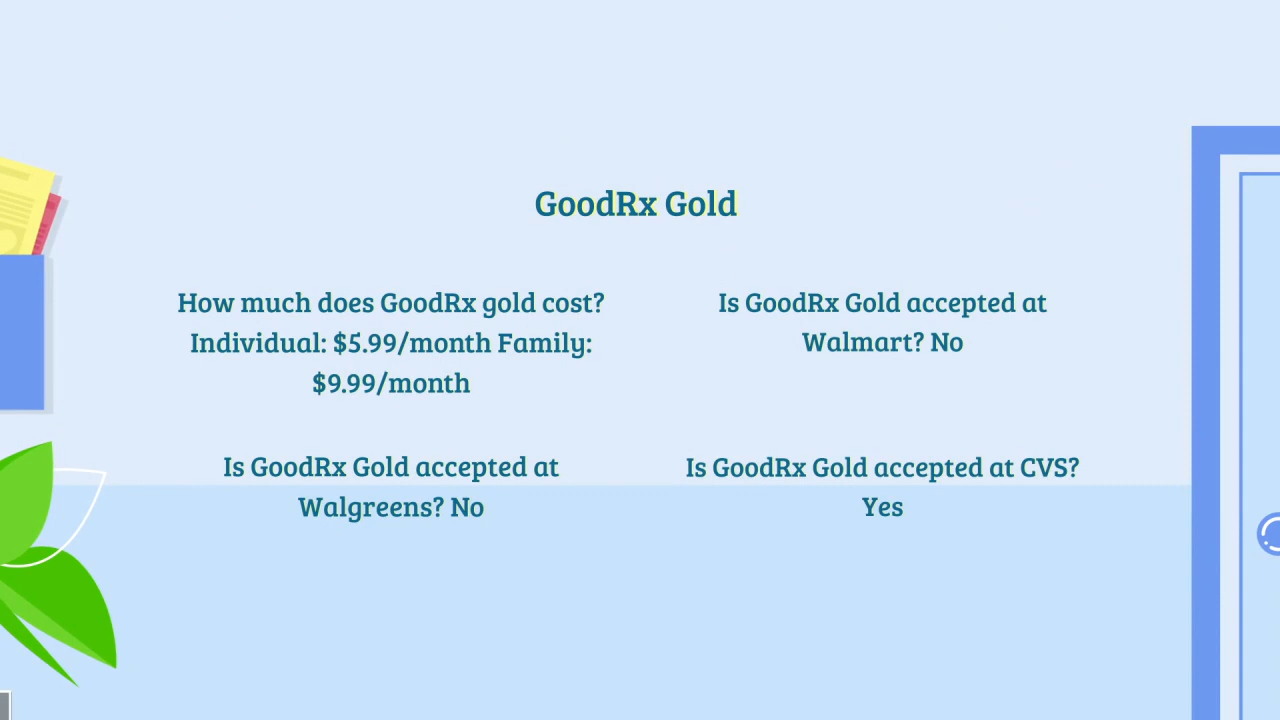 GoodRx Gold
How much does GoodRx gold cost?
Individual: $5.99/month Family:
$9.99/month
Is GoodRx Gold accepted at
Walmart? No
Is GoodRx Gold accepted at
Walgreens? No
Is GoodRx Gold accepted at CVS?
Yes